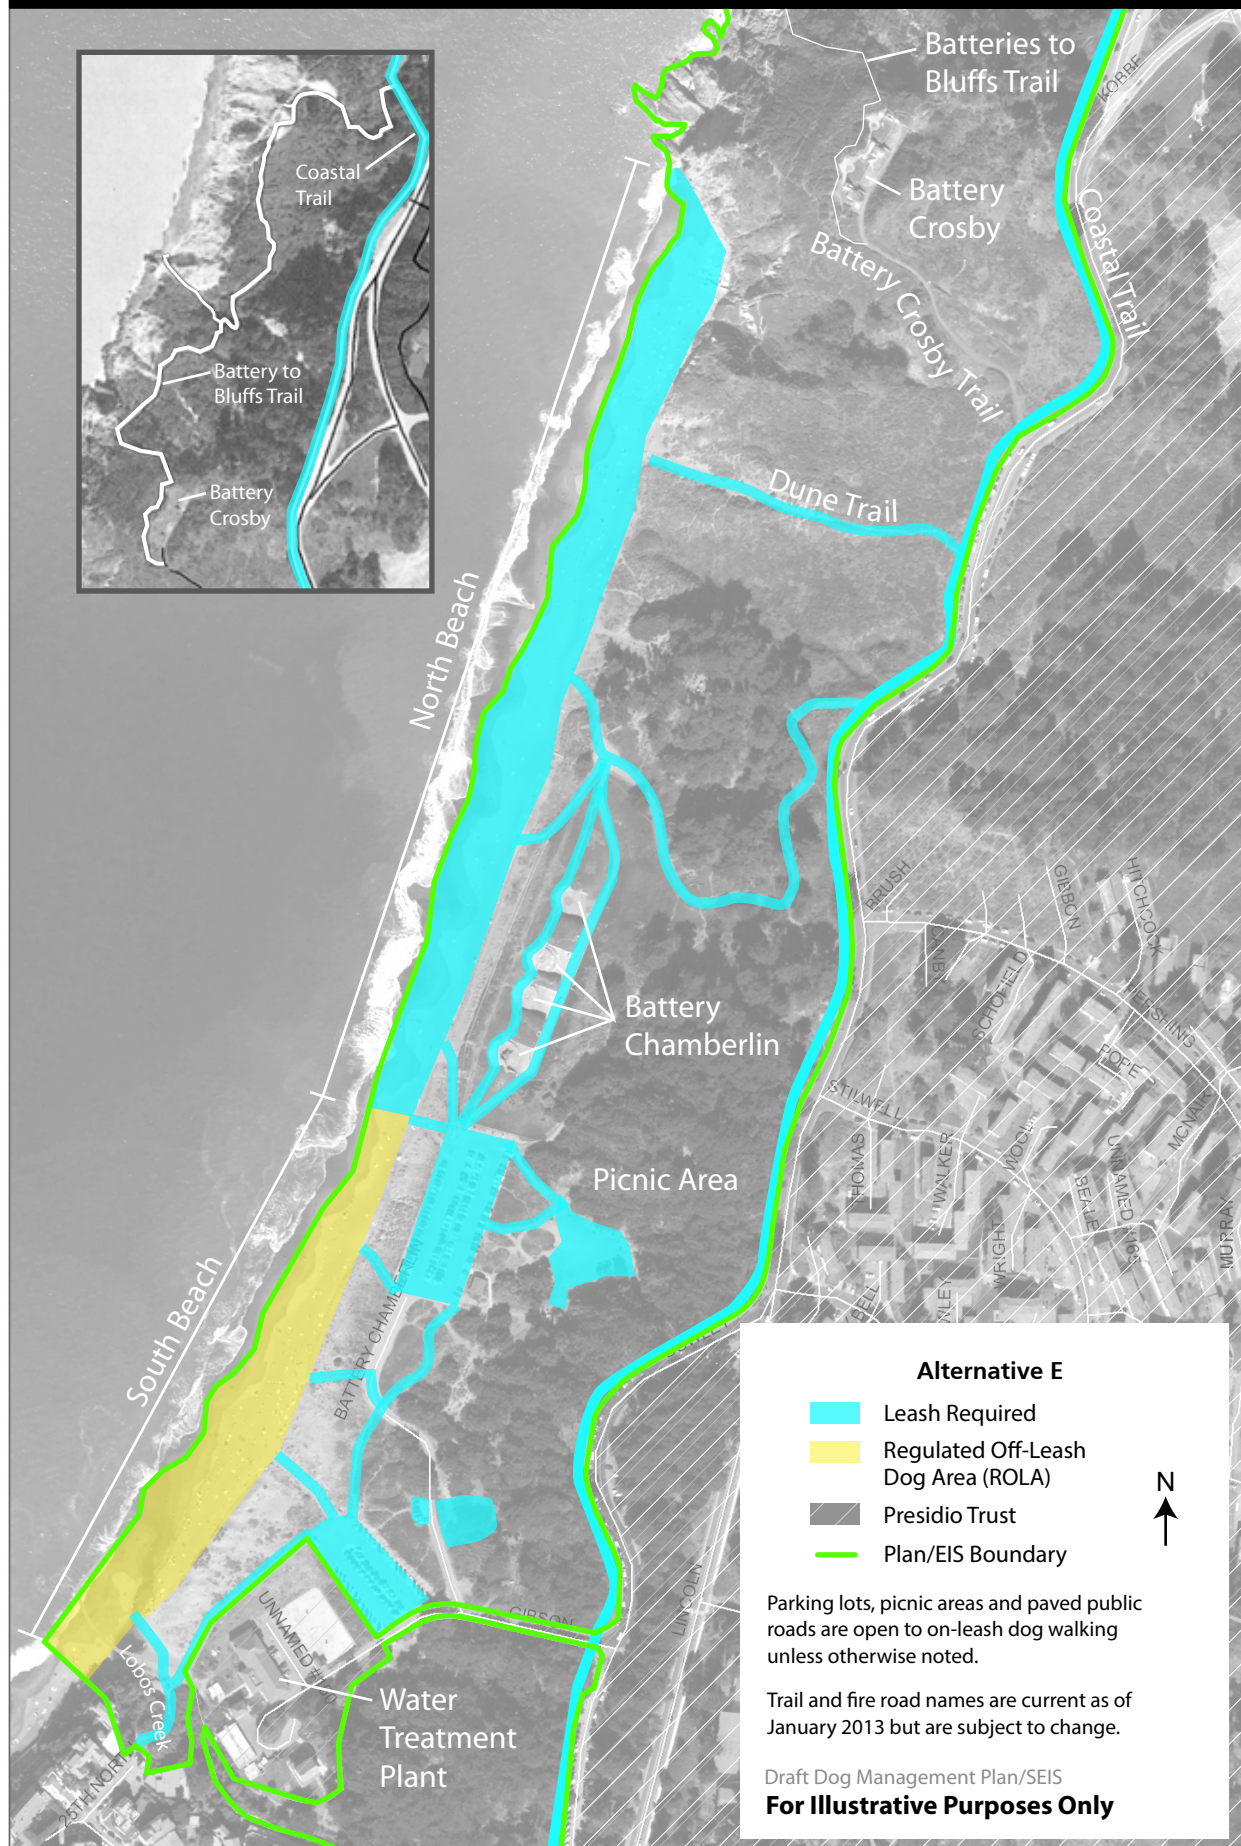 Batteries to
Bluffs Trail
KOBBE
Coastal
Trail
Battery
Crosby
Coastal Trail
Battery Crosby Trail
Battery to
Bluffs Trail
Dune Trail
Battery
Crosby
North Beach
BRUSH
GIBBON
HITCHCOCK
SCHOFIELD
PERSHING
Battery
Chamberlin
POPE
STILWELL
MCNAIR
THOMAS
WALKER
WOOL
UNNAMED #165
BEALE
WRIGHT
MURRAY
Picnic Area
BATTERY CHAMBERLIN
South Beach
Alternative E
Leash Required
Regulated Off-Leash
Dog Area (ROLA)
Presidio Trust
Plan/EIS Boundary
N
Parking lots, picnic areas and paved public
roads are open to on-leash dog walking
unless otherwise noted.
Trail and fire road names are current as of
January 2013 but are subject to change.
Draft Dog Management Plan/SEIS
For Illustrative Purposes Only
LINCOLN
GIBSON
Lobos Creek
Water
Treatment
Plant
25TH NORTH